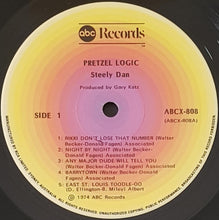 abc Records
PRETZEL LOGIC
Steely Dan
Produced by Gary Katz
SIDE 1
ABCX-808
(ABCX-808A)
1. RIKKI DON'T LOSE THAT NUMBER (Walter
Becker-Donald Fagen) Associated
2. NIGHT BY NIGHT (Walter Becker-
Donald Fagen) Associated
3. ANY MAJOR DUDE WILL TELL YOU
(Walter Becker-Donald Fagen) Associated
4. BARRYTOWN (Walter Becker-Donald
Fagen) Associated
5. EAST ST. LOUIS TOODLE-OO
(D. Ellington-B. Miley) Albert
℗ 1974 ABC Records